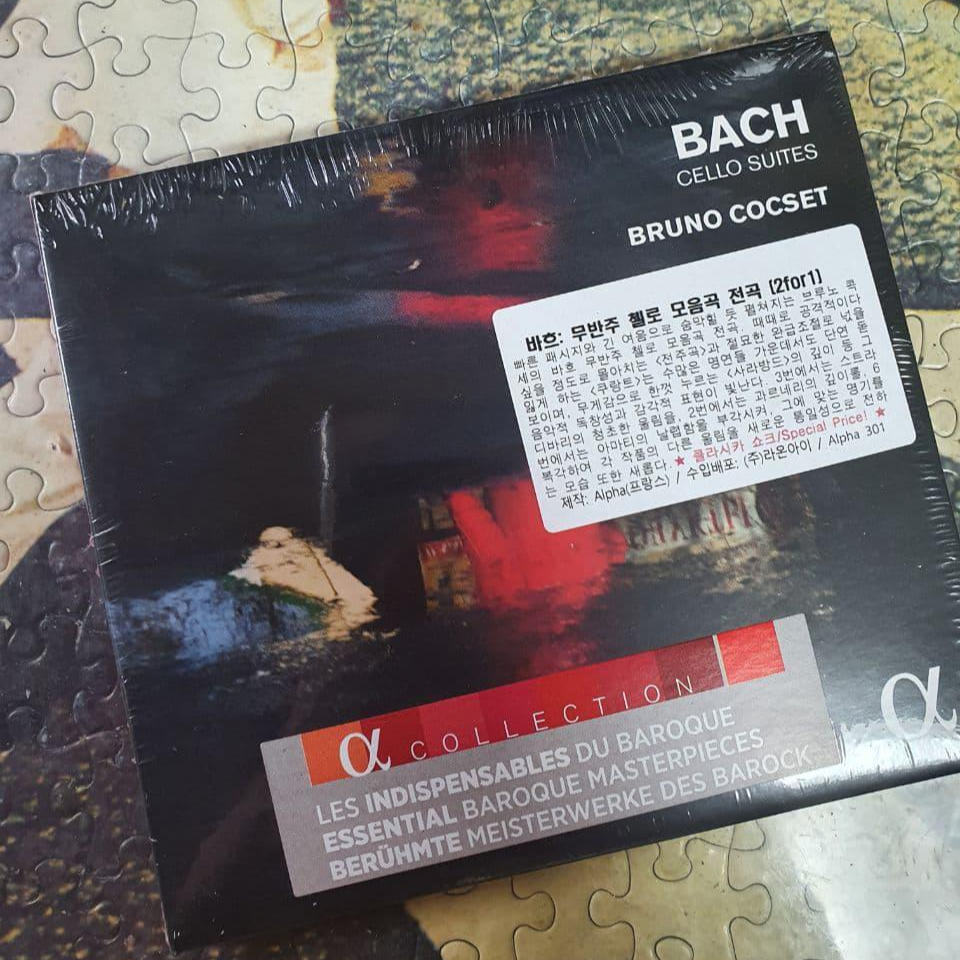 BACH
CELLO SUITES
BRUNO COCSET
바흐: 무반주 첼로 모음곡 전곡 (2for1)
빠른 패시지와 긴 여음으로 숨막힐 듯 펼쳐지는 브루노 콕
세의 바흐 무반주 첼로 모음곡 전곡. 때때로 공격적이다
싶을 정도로 몰아치는 <전주곡>과 절묘한 완급조절로 넋을
잃게 하는 <쿠랑트>는 수많은 명연들 가운데서도 단연 돋
보이며, 무게감으로 한껏 누르는 <사라방드>의 깊이 등 그
음악적 독창성과 감각적 표현이 빛난다. 3번에서는 스트라
디바리의 청초한 울림을, 2번에서는 과르네리의 깊이를, 6
번에서는 아마티의 날렵함을 부각시켜, 그에 맞는 명기를
복각하여 각 작품의 다른 울림을 새로운 통일성으로 전하
는 모습 또한 새롭다. ★ 클라시카 쇼크/Special Price! ★
제작: Alpha(프랑스) / 수입배포: (주)라온아이 / Alpha 301
α COLLECTION
LES INDISPENSABLES DU BAROQUE
ESSENTIAL BAROQUE MASTERPIECES
BERÜHMTE MEISTERWERKE DES BAROCK
α